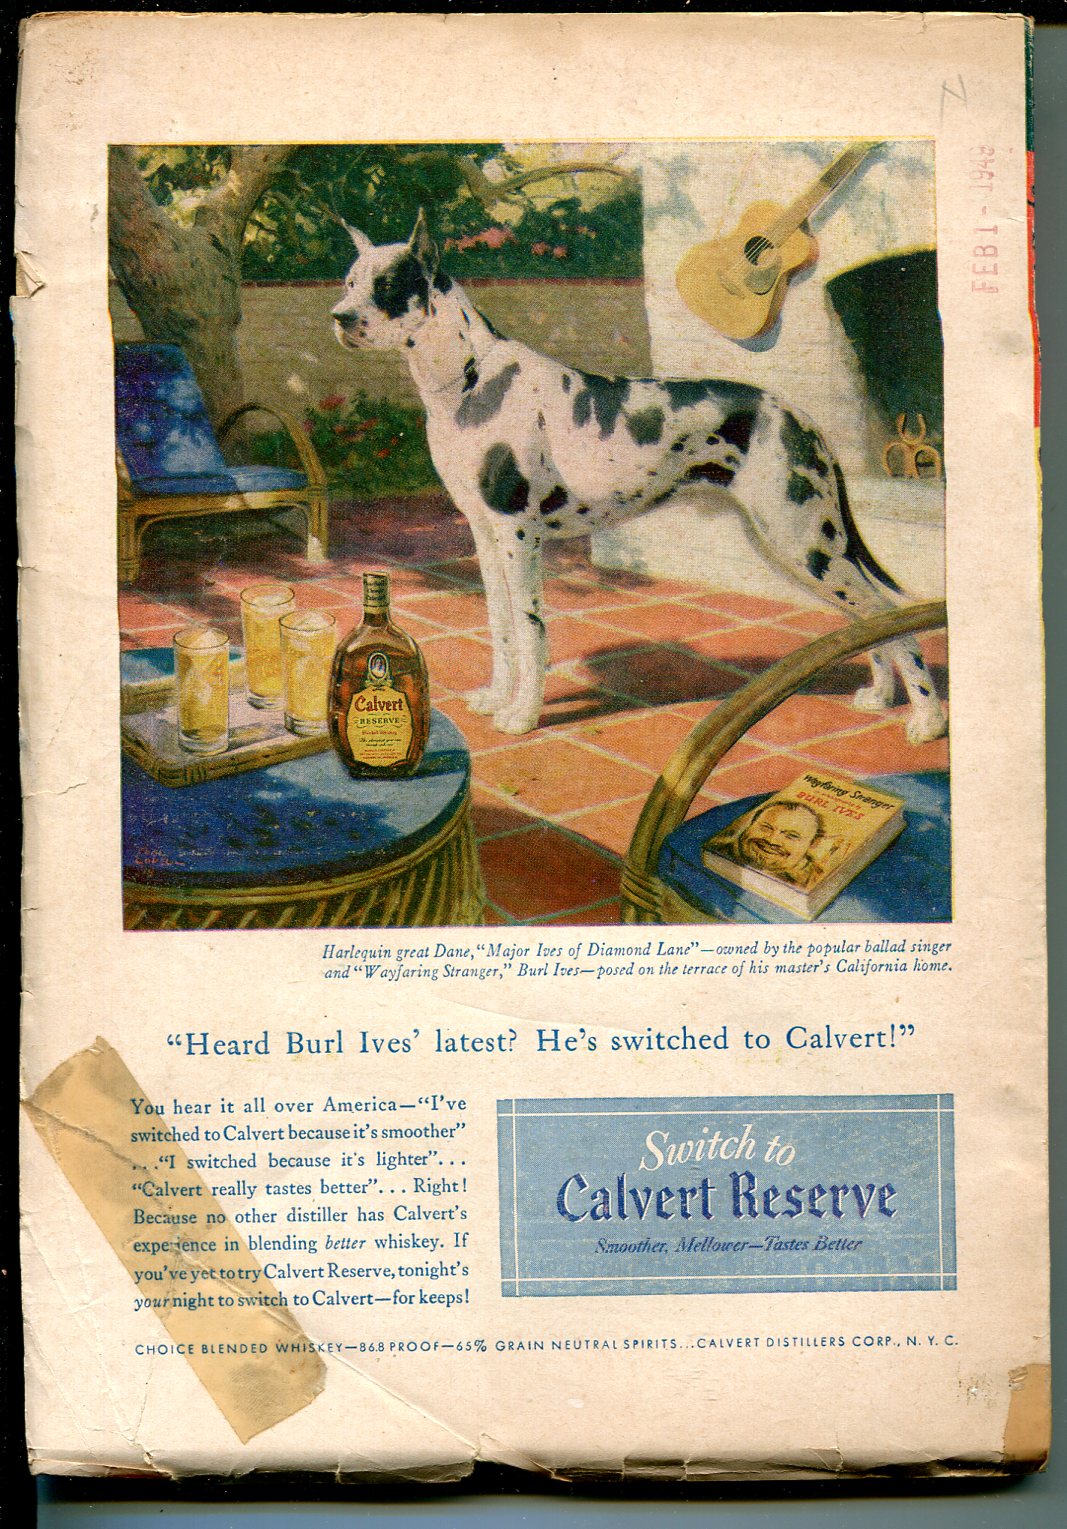 FEB 1 - 1949
Calvert
RESERVE
Wayfaring Stranger
BURL IVES
Harlequin great Dane, “Major Ives of Diamond Lane”—owned by the popular ballad singer
and “Wayfaring Stranger,” Burl Ives—posed on the terrace of his master's California home.
“Heard Burl Ives’ latest? He’s switched to Calvert!”
You hear it all over America—“I’ve
switched to Calvert because it’s smoother”
. . .“I switched because it’s lighter”. . .
“Calvert really tastes better”. . . Right!
Because no other distiller has Calvert’s
experience in blending better whiskey. If
you’ve yet to try Calvert Reserve, tonight’s
your night to switch to Calvert—for keeps!
Switch to
Calvert Reserve
Smoother, Mellower—Tastes Better
CHOICE BLENDED WHISKEY—86.8 PROOF—65% GRAIN NEUTRAL SPIRITS...CALVERT DISTILLERS CORP., N. Y. C.